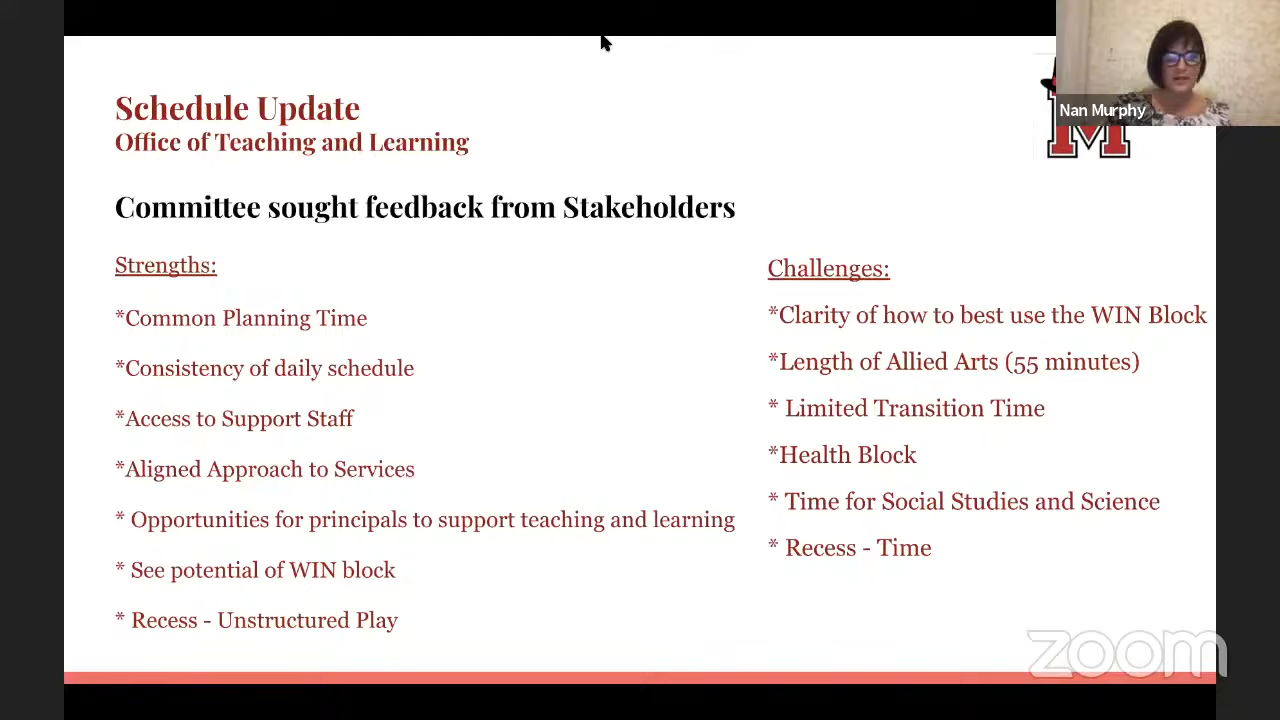 Schedule Update
Office of Teaching and Learning
Nan Murphy
M
Committee sought feedback from Stakeholders
Strengths:
*Common Planning Time
*Consistency of daily schedule
*Access to Support Staff
*Aligned Approach to Services
* Opportunities for principals to support teaching and learning
* See potential of WIN block
* Recess - Unstructured Play
Challenges:
*Clarity of how to best use the WIN Block
*Length of Allied Arts (55 minutes)
* Limited Transition Time
*Health Block
* Time for Social Studies and Science
* Recess - Time
zoom